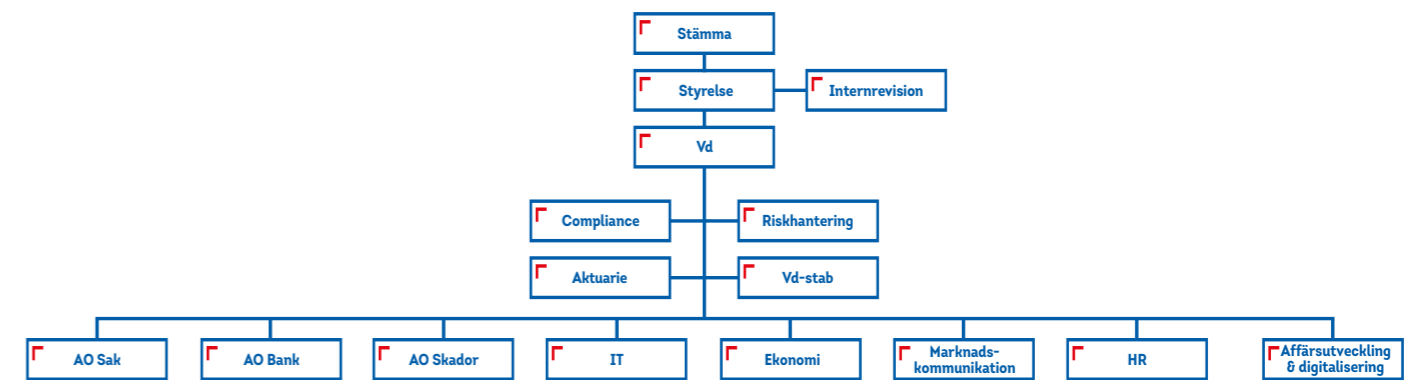 Stämma
Styrelse
Internrevision
Vd
Compliance
Riskhantering
Aktuarie
Vd-stab
AO Sak
AO Bank
AO Skador
IT
Ekonomi
Marknads-
kommunikation
HR
Affärsutveckling
& digitalisering